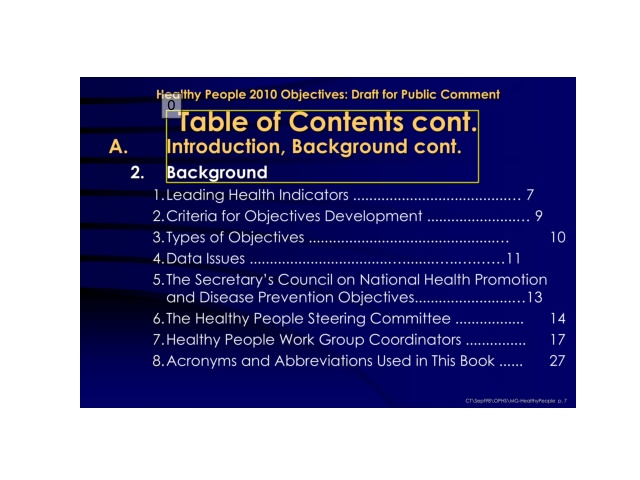 Healthy People 2010 Objectives: Draft for Public Comment
0
Table of Contents cont.
A. Introduction, Background cont.
2. Background
1. Leading Health Indicators .......................................… 7
2. Criteria for Objectives Development .......................… 9
3. Types of Objectives ...............................................… 10
4. Data Issues ...................................…..........…...….……11
5. The Secretary’s Council on National Health Promotion
and Disease Prevention Objectives.........................…13
6. The Healthy People Steering Committee ................. 14
7. Healthy People Work Group Coordinators ............... 17
8. Acronyms and Abbreviations Used in This Book ...... 27
CT\Sept98\OPHS\MG-HealthyPeople p. 7